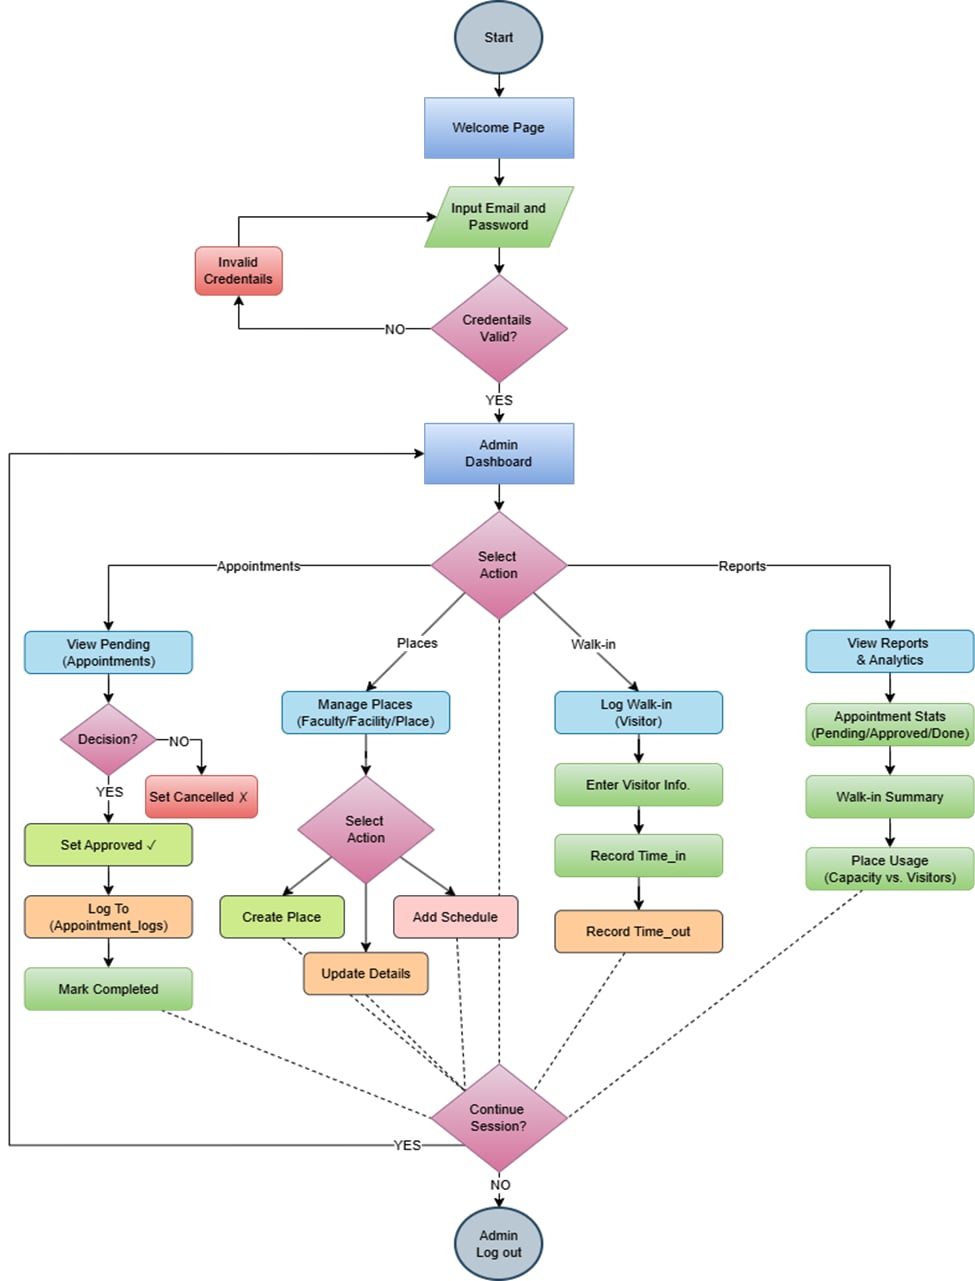 Start
Welcome Page
Input Email and
Password
Invalid
Credentails
Credentails
Valid?
NO
YES
Admin
Dashboard
Select
Action
Appointments
Reports
Places
Walk-in
View Pending
(Appointments)
View Reports
& Analytics
Manage Places
(Faculty/Facility/Place)
Log Walk-in
(Visitor)
Decision?
NO
Appointment Stats
(Pending/Approved/Done)
YES
Set Cancelled ✗
Enter Visitor Info.
Walk-in Summary
Select
Action
Set Approved ✓
Record Time_in
Place Usage
(Capacity vs. Visitors)
Log To
(Appointment_logs)
Create Place
Add Schedule
Record Time_out
Update Details
Mark Completed
Continue
Session?
YES
NO
Admin
Log out